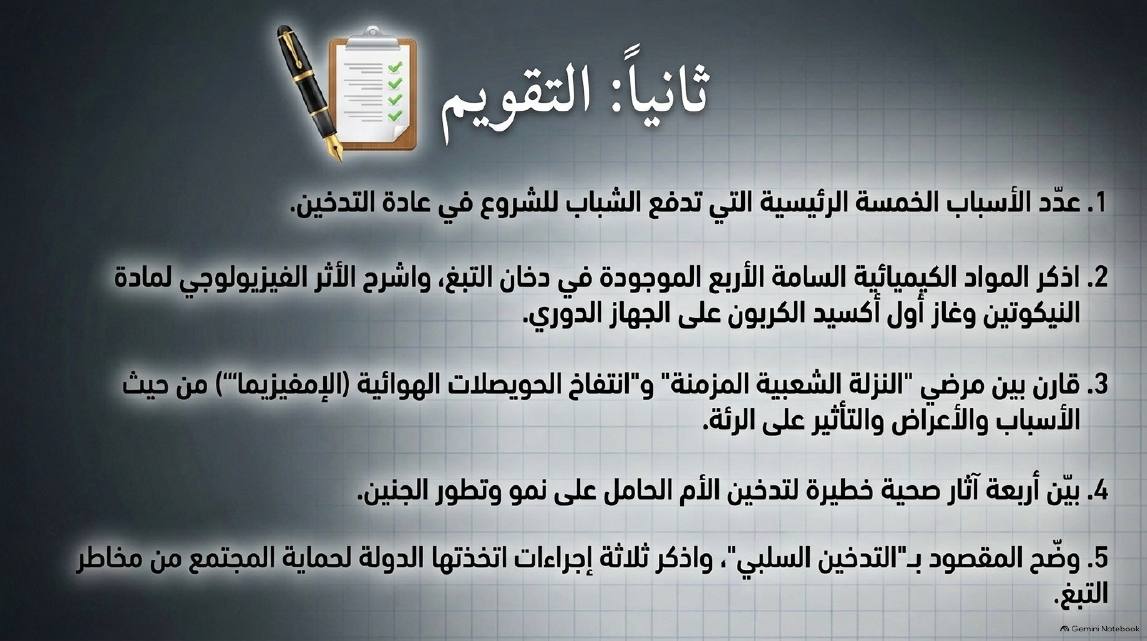 ثانياً: التقويم
1. عدّد الأسباب الخمسة الرئيسية التي تدفع الشباب للشروع في عادة التدخين.
2. اذكر المواد الكيميائية السامة الأربع الموجودة في دخان التبغ، واشرح الأثر الفيزيولوجي لمادة
النيكوتين وغاز أول أكسيد الكربون على الجهاز الدوري.
3. قارن بين مرضي "النزلة الشعبية المزمنة" و"انتفاخ الحويصلات الهوائية (الإمفيزيما"“) من حيث
الأسباب والأعراض والتأثير على الرئة.
4. بيّن أربعة آثار صحية خطيرة لتدخين الأم الحامل على نمو وتطور الجنين.
5. وضّح المقصود بـ"التدخين السلبي"، واذكر ثلاثة إجراءات اتخذتها الدولة لحماية المجتمع من مخاطر
التبغ.
Gemini Notebook